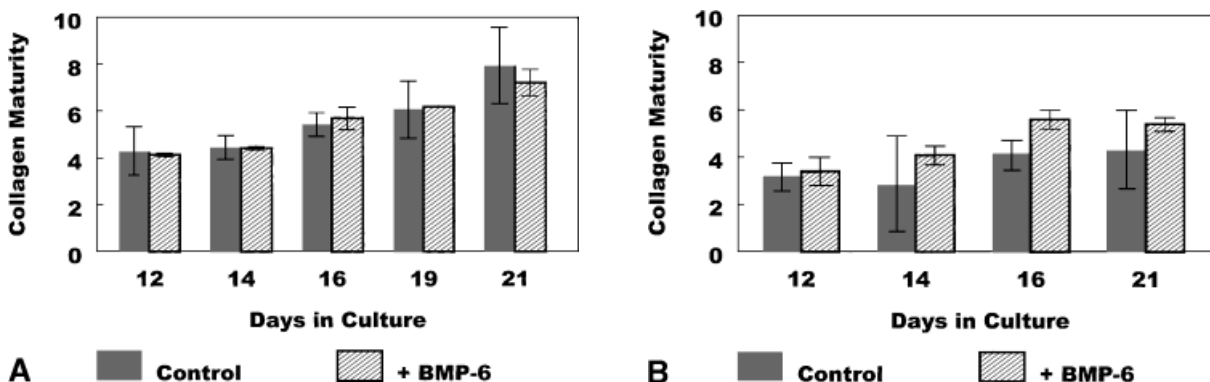 Collagen Maturity
10
8
6
4
2
0
12 14 16 19 21
Days in Culture
A Control + BMP-6
Collagen Maturity
10
8
6
4
2
0
12 14 16 21
Days in Culture
B Control + BMP-6